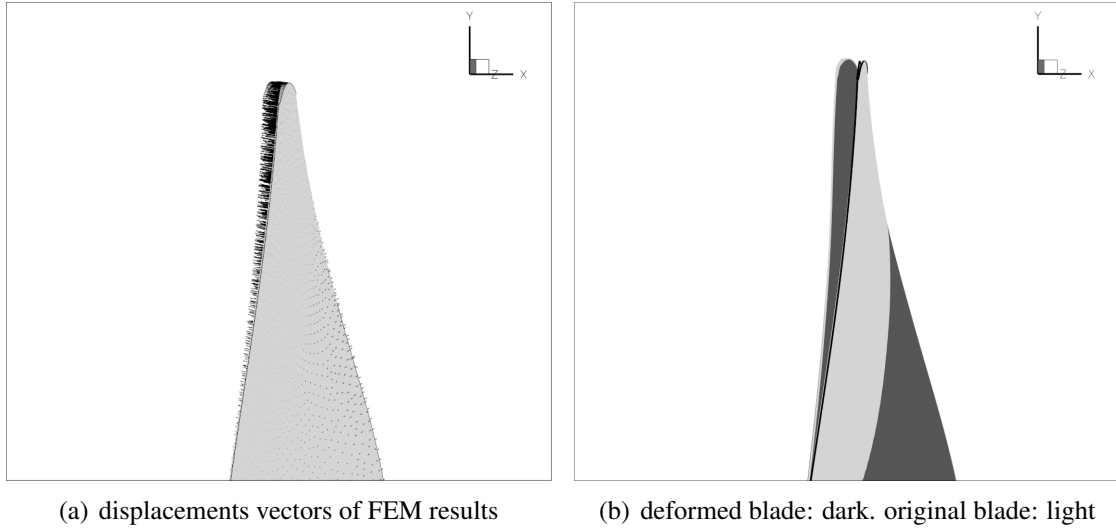 Y
Z
X
Y
Z
X
(a) displacements vectors of FEM results
(b) deformed blade: dark. original blade: light